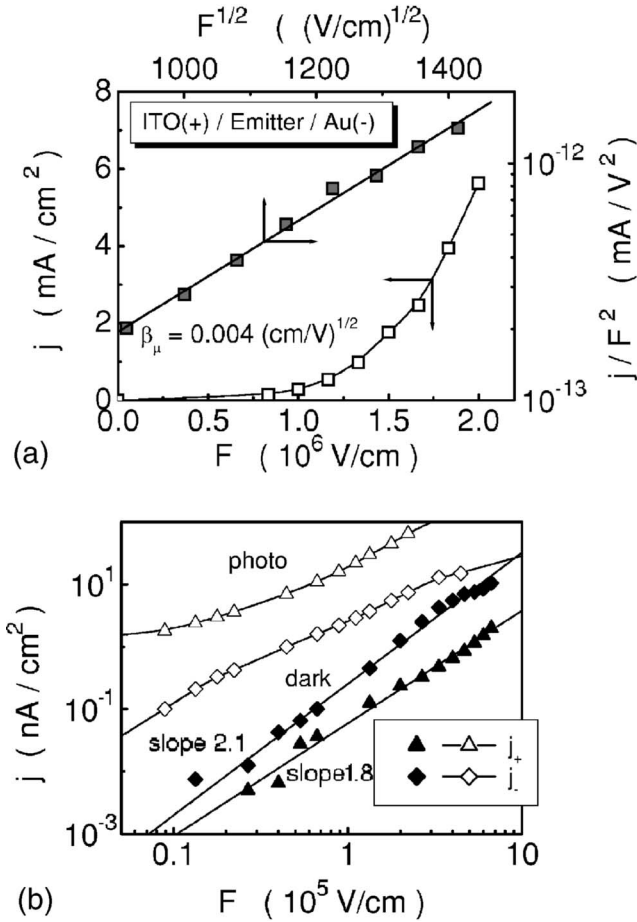 F^1/2 ( (V/cm)^1/2)
1000 1200 1400
ITO(+) / Emitter / Au(-)
8
6
4
2
0
j ( mA / cm^2 )
10^-12
10^-13
j / F^2 ( mA / V^2 )
β_μ = 0.004 (cm/V)^1/2
0.0 0.5 1.0 1.5 2.0
(a) F ( 10^6 V/cm )
photo
dark
slope 2.1
slope1.8
j_+
j_-
10^1
10^-1
10^-3
j ( nA / cm^2 )
0.1 1 10
(b) F ( 10^5 V/cm )